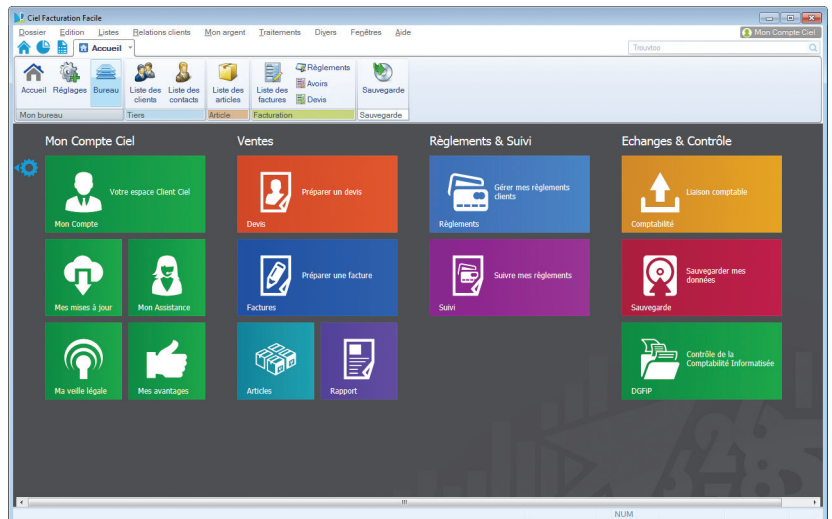 Ciel Facturation Facile
Dossier Edition Listes Relations clients Mon argent Traitements Divers Fenêtres Aide
Mon Compte Ciel
Accueil
Trouvtoo
Accueil Réglages Bureau
Liste des clients
Liste des contacts
Liste des articles
Liste des factures
Règlements
Avoirs
Devis
Sauvegarde
Mon bureau Tiers Article Facturation Sauvegarde
Mon Compte Ciel
Votre espace Client Ciel
Mon Compte
Mes mises à jour
Mon Assistance
Ma veille légale
Mes avantages
Ventes
Préparer un devis
Devis
Préparer une facture
Factures
Articles
Rapport
Règlements & Suivi
Gérer mes règlements
clients
Règlements
Suivre mes règlements
Suivi
Echanges & Contrôle
Liaison comptable
Comptabilité
Sauvegarder mes
données
Sauvegarde
Contrôle de la
Comptabilité Informatisée
DGFiP
NUM